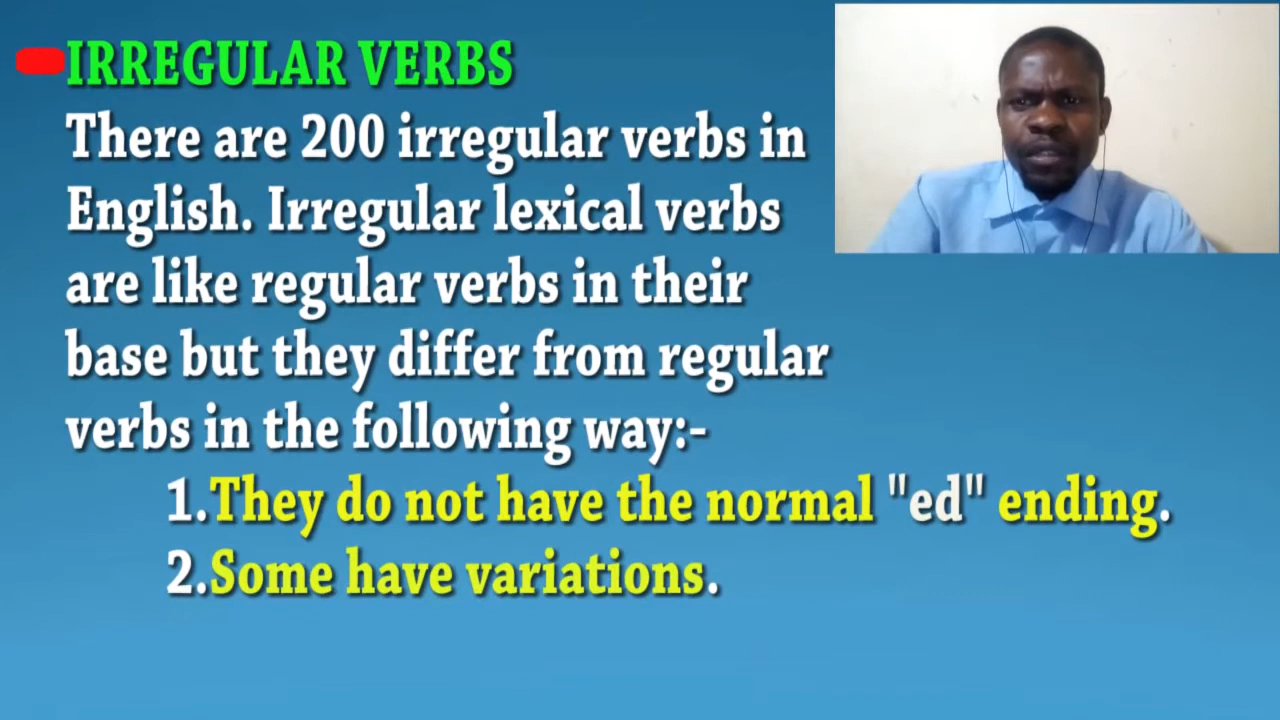 IRREGULAR VERBS
There are 200 irregular verbs in
English. Irregular lexical verbs
are like regular verbs in their
base but they differ from regular
verbs in the following way:-
1.They do not have the normal "ed" ending.
2.Some have variations.